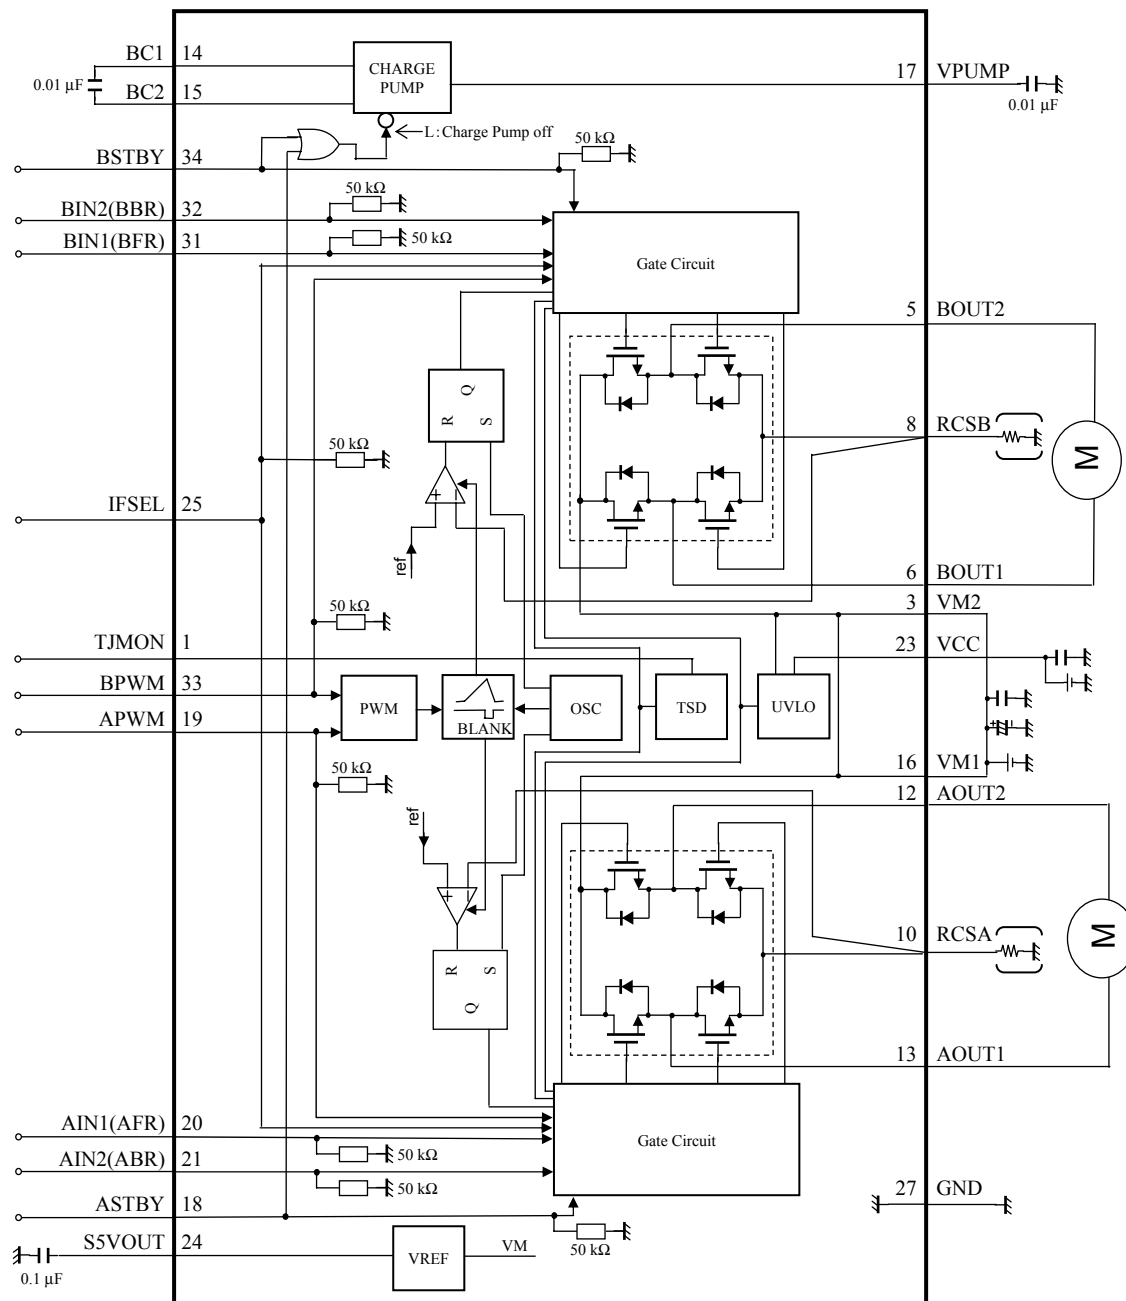 BC1 14
CHARGE
PUMP
17 VPUMP
0.01 µF
BC2 15
0.01 µF
L : Charge Pump off
50 kΩ
BSTBY 34
50 kΩ
BIN2(BBR) 32
BIN1(BFR) 31
50 kΩ
Gate Circuit
5 BOUT2
Q
R S
8 RCSB
50 kΩ
M
+ −
IFSEL 25
ref
6 BOUT1
3 VM2
50 kΩ
TJMON 1
23 VCC
BPWM 33
PWM
BLANK
OSC
TSD
UVLO
APWM 19
+
16 VM1
50 kΩ
12 AOUT2
ref
+ −
10 RCSA
M
R S
Q
13 AOUT1
AIN1(AFR) 20
Gate Circuit
50 kΩ
AIN2(ABR) 21
50 kΩ
27 GND
ASTBY 18
50 kΩ
S5VOUT 24
VREF
VM
0.1 µF